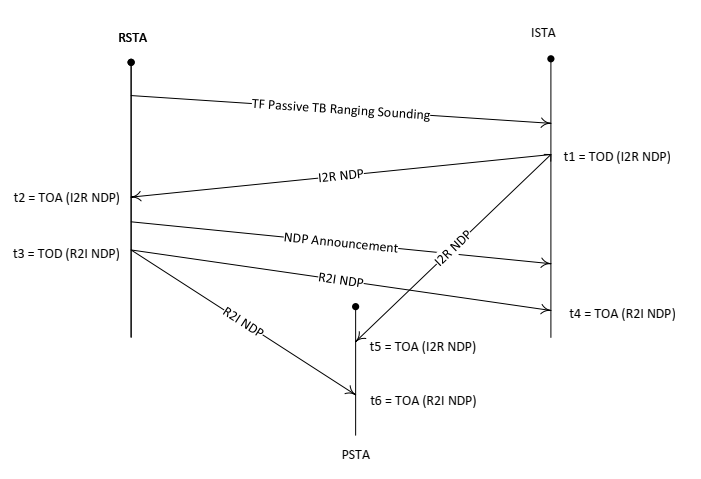 RSTA
ISTA
TF Passive TB Ranging Sounding
t1 = TOD (I2R NDP)
I2R NDP
t2 = TOA (I2R NDP)
NDP Announcement
I2R NDP
t3 = TOD (R2I NDP)
R2I NDP
t4 = TOA (R2I NDP)
R2I NDP
t5 = TOA (I2R NDP)
t6 = TOA (R2I NDP)
PSTA